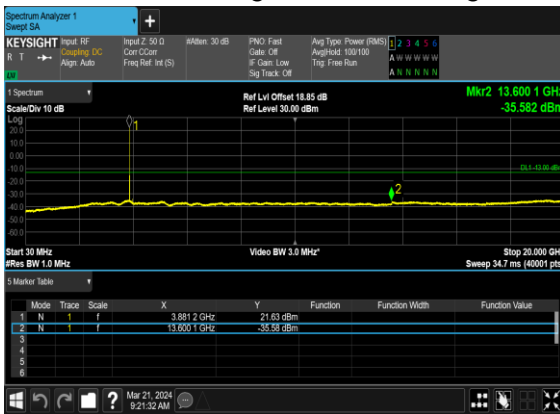 Spectrum Analyzer 1
Swept SA
KEYSIGHT
R T
LV
Input: RF
Coupling: DC
Align: Auto
Input Z: 50 Ω
Corr CCorr
Freq Ref: Int (S)
#Atten: 30 dB
PNO: Fast
Gate: Off
IF Gain: Low
Sig Track: Off
Avg Type: Power (RMS)
Avg|Hold: 100/100
Trig: Free Run
1 2 3 4 5 6
A W W W W W
A N N N N N
1 Spectrum
Scale/Div 10 dB
Ref Lvl Offset 18.85 dB
Ref Level 30.00 dBm
Mkr2 13.600 1 GHz
-35.582 dBm
Log
20.0
10.0
0.00
-10.0
-20.0
-30.0
-40.0
-50.0
-60.0
1
DL1 -13.00 dBm
2
Start 30 MHz
#Res BW 1.0 MHz
Video BW 3.0 MHz*
Stop 20.000 GHz
Sweep 34.7 ms (40001 pts)
5 Marker Table
Mode Trace Scale X Y Function Function Width Function Value
1 N 1 f 3.881 2 GHz 21.63 dBm
2 N 1 f 13.600 1 GHz -35.58 dBm
3
4
5
6
?
Mar 21, 2024
9:21:32 AM